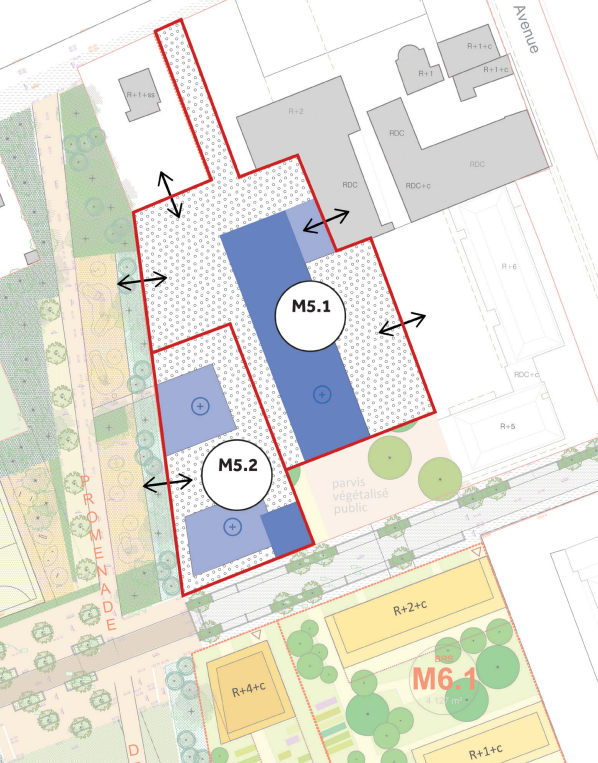 Avenue
R+1+c
R+1+c
R+1
R+1+ss
R+2
RDC
RDC
RDC
RDC+c
R+6
M5.1
RDC+c
R+5
M5.2
parvis
végétalisé
public
PROMENADE
R+2+c
M6.1
R+4+c
R+1+c
D